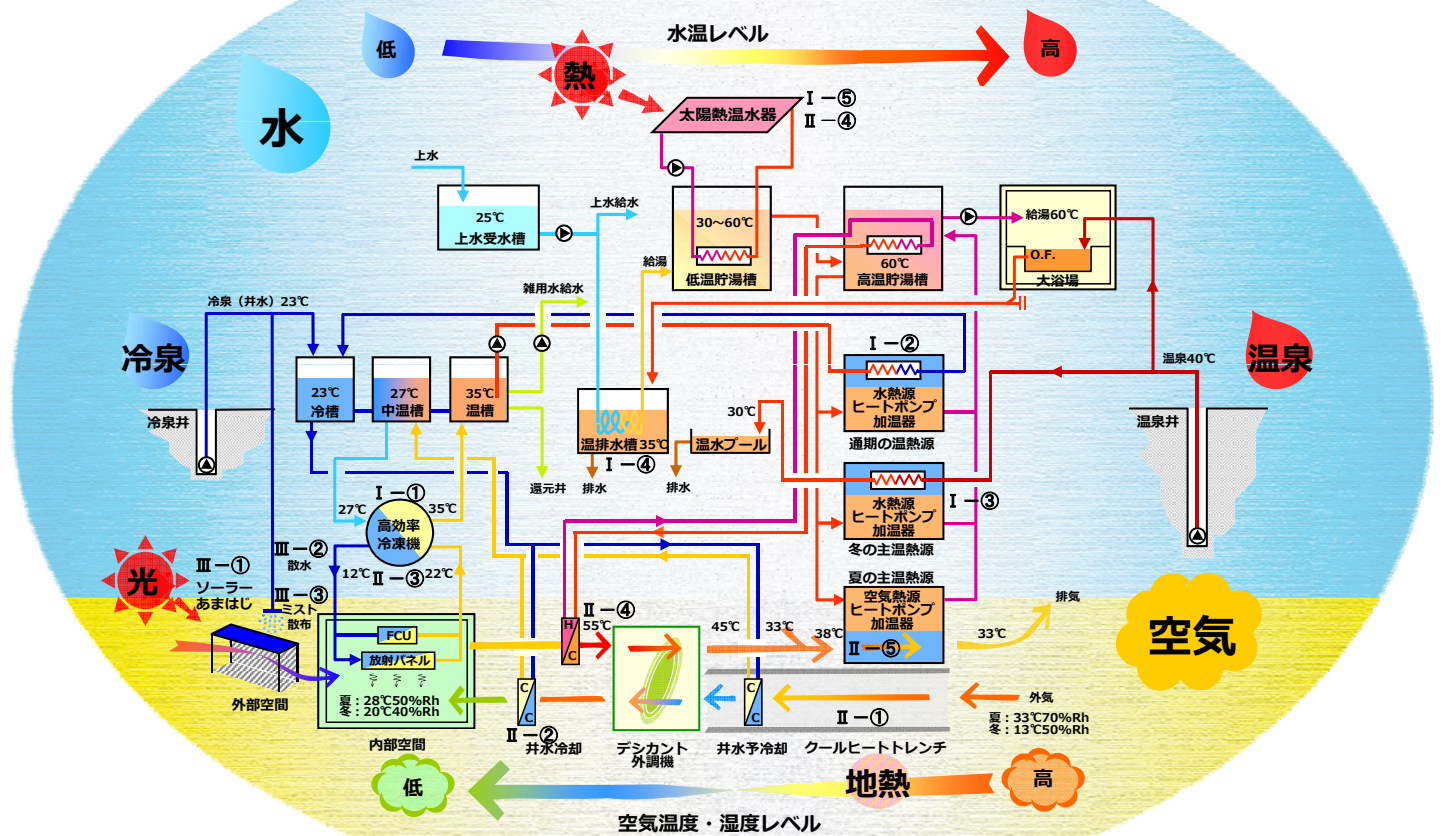 水温レベル
低
高
熱
水
太陽熱温水器
Ⅰ－⑤
Ⅱ－④
上水
25℃
上水受水槽
上水給水
給湯
30～60℃
低温貯湯槽
60℃
高温貯湯槽
給湯60℃
O.F.
大浴場
雑用水給水
冷泉（井水）23℃
冷泉
冷泉井
23℃
冷槽
27℃
中温槽
35℃
温槽
温排水槽35℃
Ⅰ－④
排水
還元井
30℃
温水プール
排水
Ⅰ－②
水熱源
ヒートポンプ
加温器
通期の温熱源
水熱源
ヒートポンプ
加温器
Ⅰ－③
冬の主温熱源
夏の主温熱源
空気熱源
ヒートポンプ
加温器
Ⅱ－⑤
温泉40℃
温泉
温泉井
Ⅰ－①
27℃
35℃
高効率
冷凍機
12℃
Ⅱ－③
22℃
光
Ⅲ－①
ソーラー
あまはじ
Ⅲ－②
散水
Ⅲ－③
ミスト
散布
外部空間
FCU
放射パネル
夏：28℃50%Rh
冬：20℃40%Rh
内部空間
Ⅱ－④
H
C
55℃
C
C
Ⅱ－②
井水冷却
デシカント
外調機
45℃
33℃
38℃
C
C
井水予冷却
Ⅱ－①
クールヒートトレンチ
33℃
排気
外気
夏：33℃70%Rh
冬：13℃50%Rh
空気
低
地熱
高
空気温度・湿度レベル